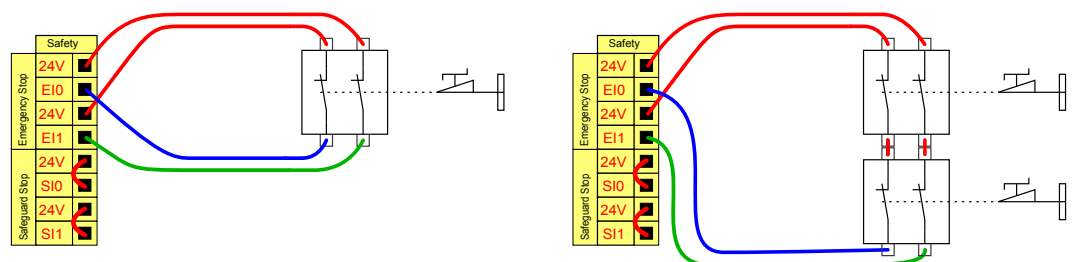 Safety
Emergency Stop
24V
EI0
24V
EI1
Safeguard Stop
24V
SI0
24V
SI1
Safety
Emergency Stop
24V
EI0
24V
EI1
Safeguard Stop
24V
SI0
24V
SI1